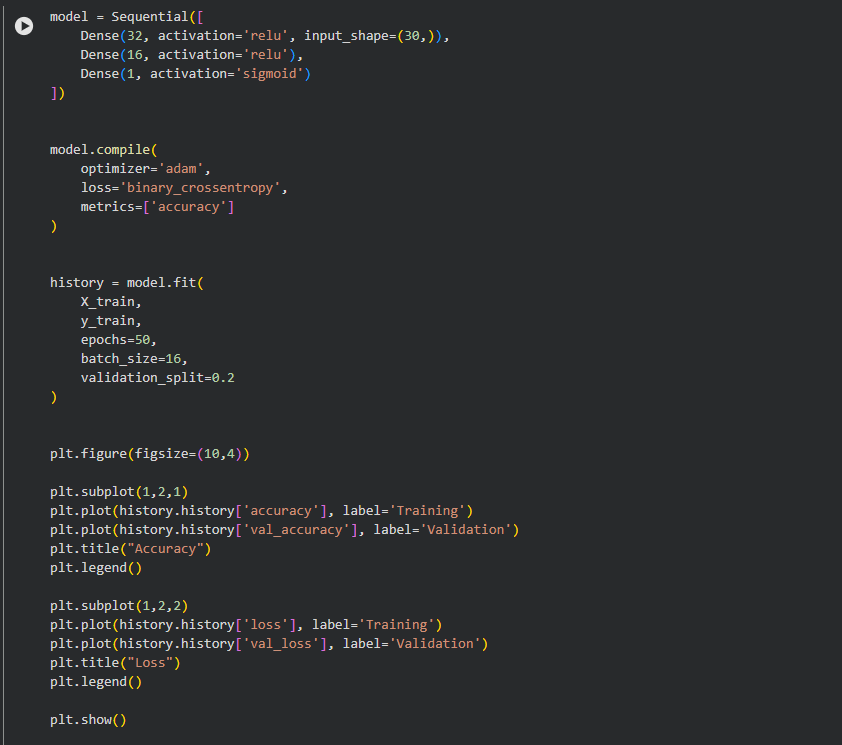 model = Sequential([
    Dense(32, activation='relu', input_shape=(30,)),
    Dense(16, activation='relu'),
    Dense(1, activation='sigmoid')
])
model.compile(
    optimizer='adam',
    loss='binary_crossentropy',
    metrics=['accuracy']
)
history = model.fit(
    X_train,
    y_train,
    epochs=50,
    batch_size=16,
    validation_split=0.2
)
plt.figure(figsize=(10,4))
plt.subplot(1,2,1)
plt.plot(history.history['accuracy'], label='Training')
plt.plot(history.history['val_accuracy'], label='Validation')
plt.title("Accuracy")
plt.legend()
plt.subplot(1,2,2)
plt.plot(history.history['loss'], label='Training')
plt.plot(history.history['val_loss'], label='Validation')
plt.title("Loss")
plt.legend()
plt.show()